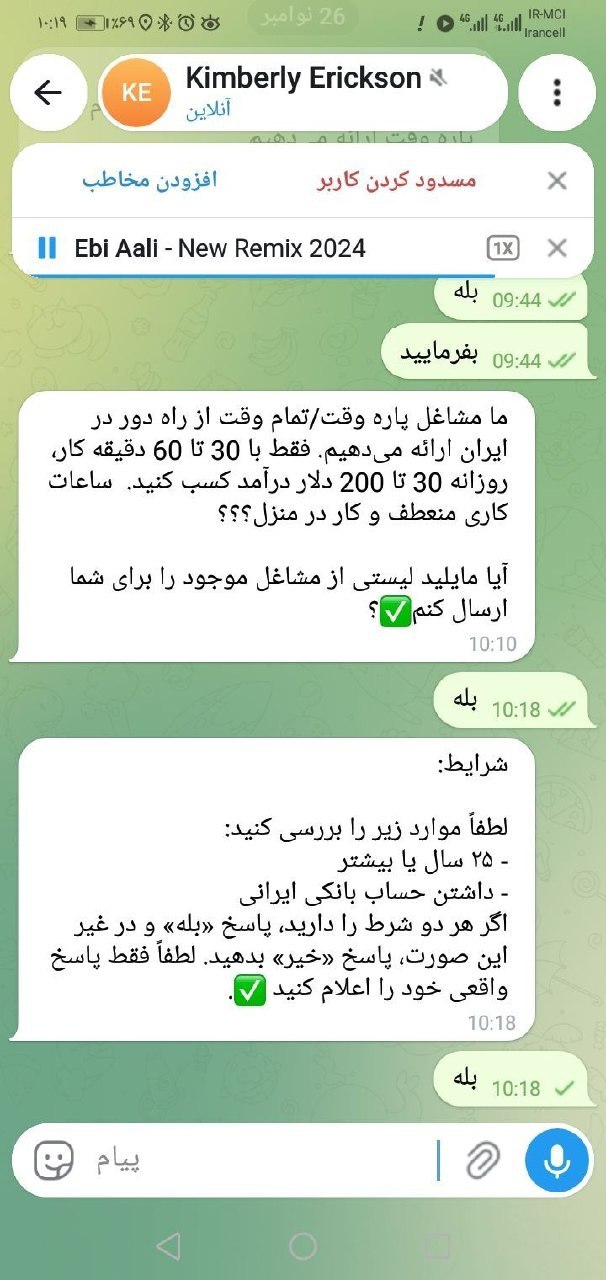 ۱۰:۱۹
٪۶۹
4G
4G
IR-MCI
Irancell
26 نوامبر
KE
Kimberly Erickson
آنلاین
پاره وقت ارائه می‌دهیم
افزودن مخاطب
مسدود کردن کاربر
Ebi Aali - New Remix 2024
1X
بله
09:44
بفرمایید
09:44
ما مشاغل پاره وقت/تمام وقت از راه دور در
ایران ارائه می‌دهیم. فقط با 30 تا 60 دقیقه کار،
روزانه 30 تا 200 دلار درآمد کسب کنید. ساعات
کاری منعطف و کار در منزل؟؟؟
آیا مایلید لیستی از مشاغل موجود را برای شما
ارسال کنم✅؟
10:10
بله
10:18
شرایط:
لطفاً موارد زیر را بررسی کنید:
- ۲۵ سال یا بیشتر
- داشتن حساب بانکی ایرانی
اگر هر دو شرط را دارید، پاسخ «بله» و در غیر
این صورت، پاسخ «خیر» بدهید. لطفاً فقط پاسخ
واقعی خود را اعلام کنید ✅.
10:18
بله
10:18
پیام